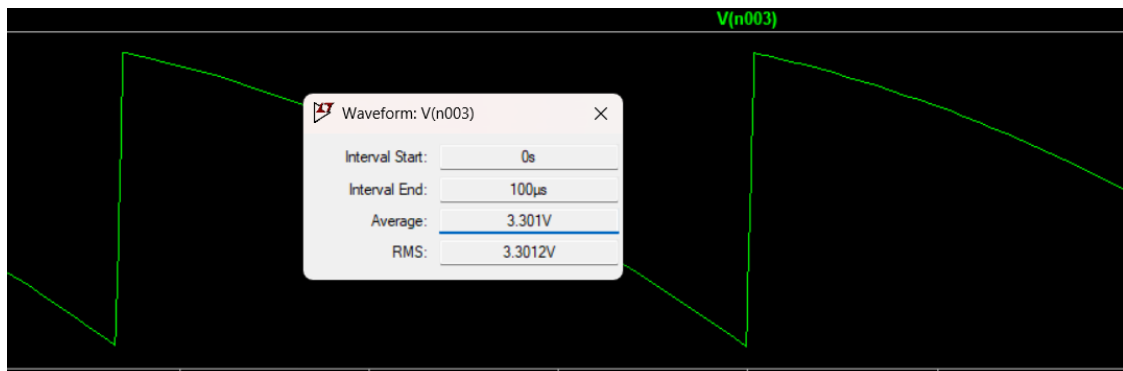 V(n003)
Waveform: V(n003)
Interval Start: 0s
Interval End: 100µs
Average: 3.301V
RMS: 3.3012V